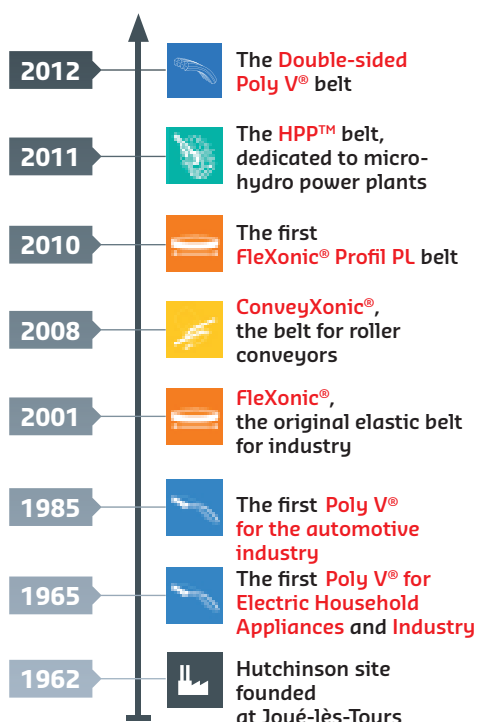 2012
The Double-sided
Poly V® belt
2011
The HPP™ belt,
dedicated to micro-
hydro power plants
2010
The first
FleXonic® Profil PL belt
2008
ConveyXonic®,
the belt for roller
conveyors
2001
FleXonic®,
the original elastic belt
for industry
1985
The first Poly V®
for the automotive
industry
1965
The first Poly V® for
Electric Household
Appliances and Industry
1962
Hutchinson site
founded
at Joué-lès-Tours